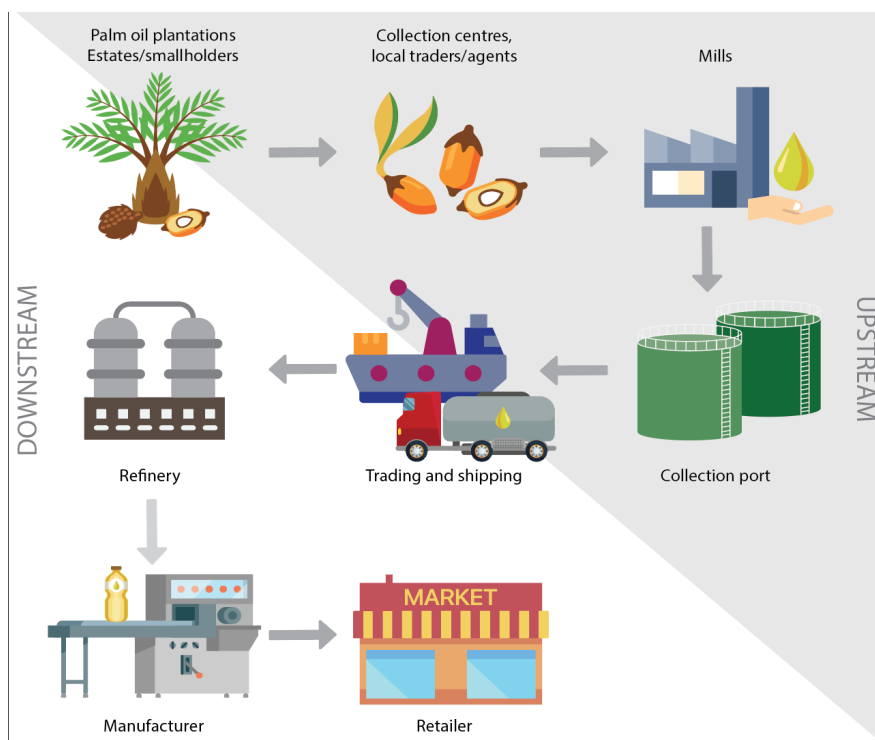 Palm oil plantations
Estates/smallholders
Collection centres,
local traders/agents
Mills
DOWNSTREAM
UPSTREAM
Refinery
Trading and shipping
Collection port
MARKET
Manufacturer
Retailer